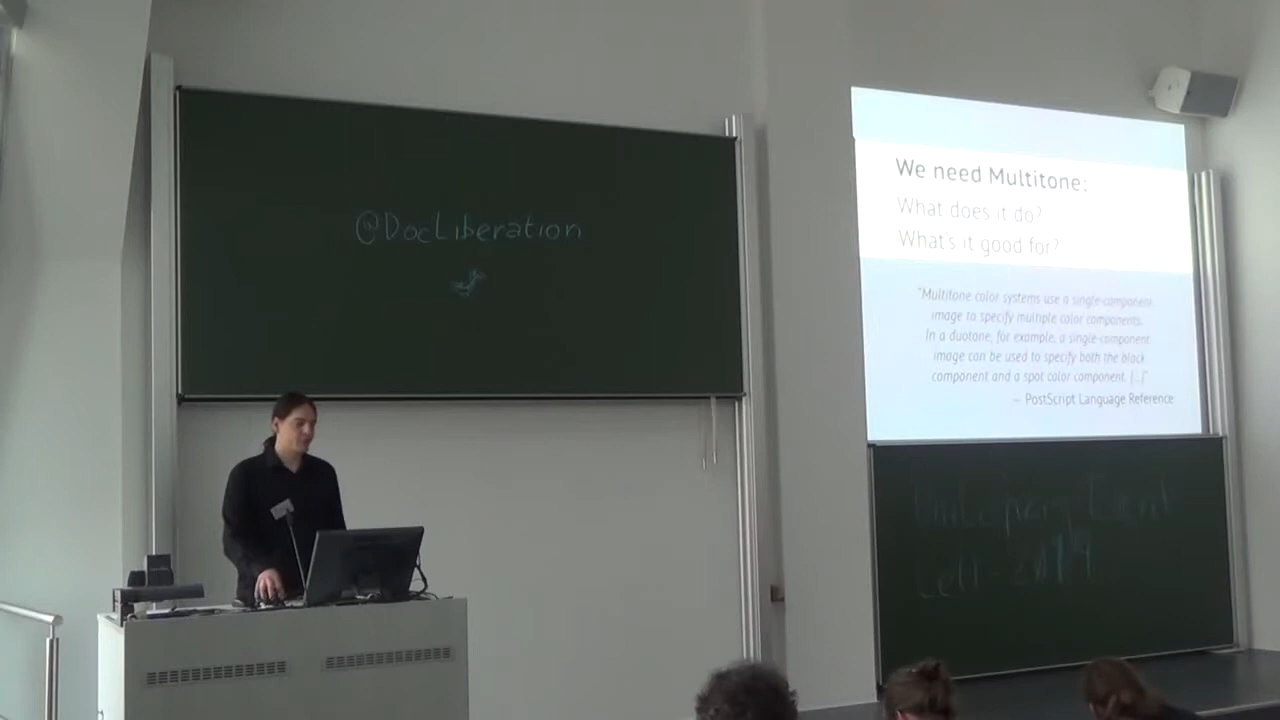 @DocLiberation
We need Multitone:
What does it do?
What's it good for?
"Multitone color systems use a single-component
image to specify multiple color components.
In a duotone, for example, a single-component
image can be used to specify both the black
component and a spot color component. [...]"
— PostScript Language Reference